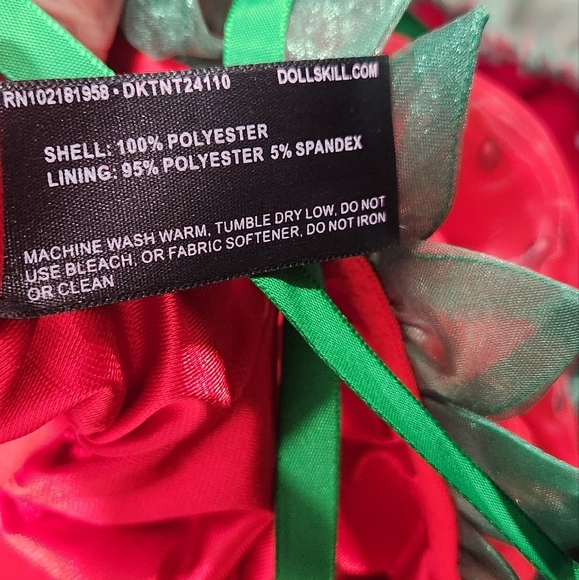 RN102181958 • DKTNT24110
DOLLSKILL.COM
SHELL: 100% POLYESTER
LINING: 95% POLYESTER 5% SPANDEX
MACHINE WASH WARM, TUMBLE DRY LOW, DO NOT
USE BLEACH, OR FABRIC SOFTENER, DO NOT IRON
OR CLEAN